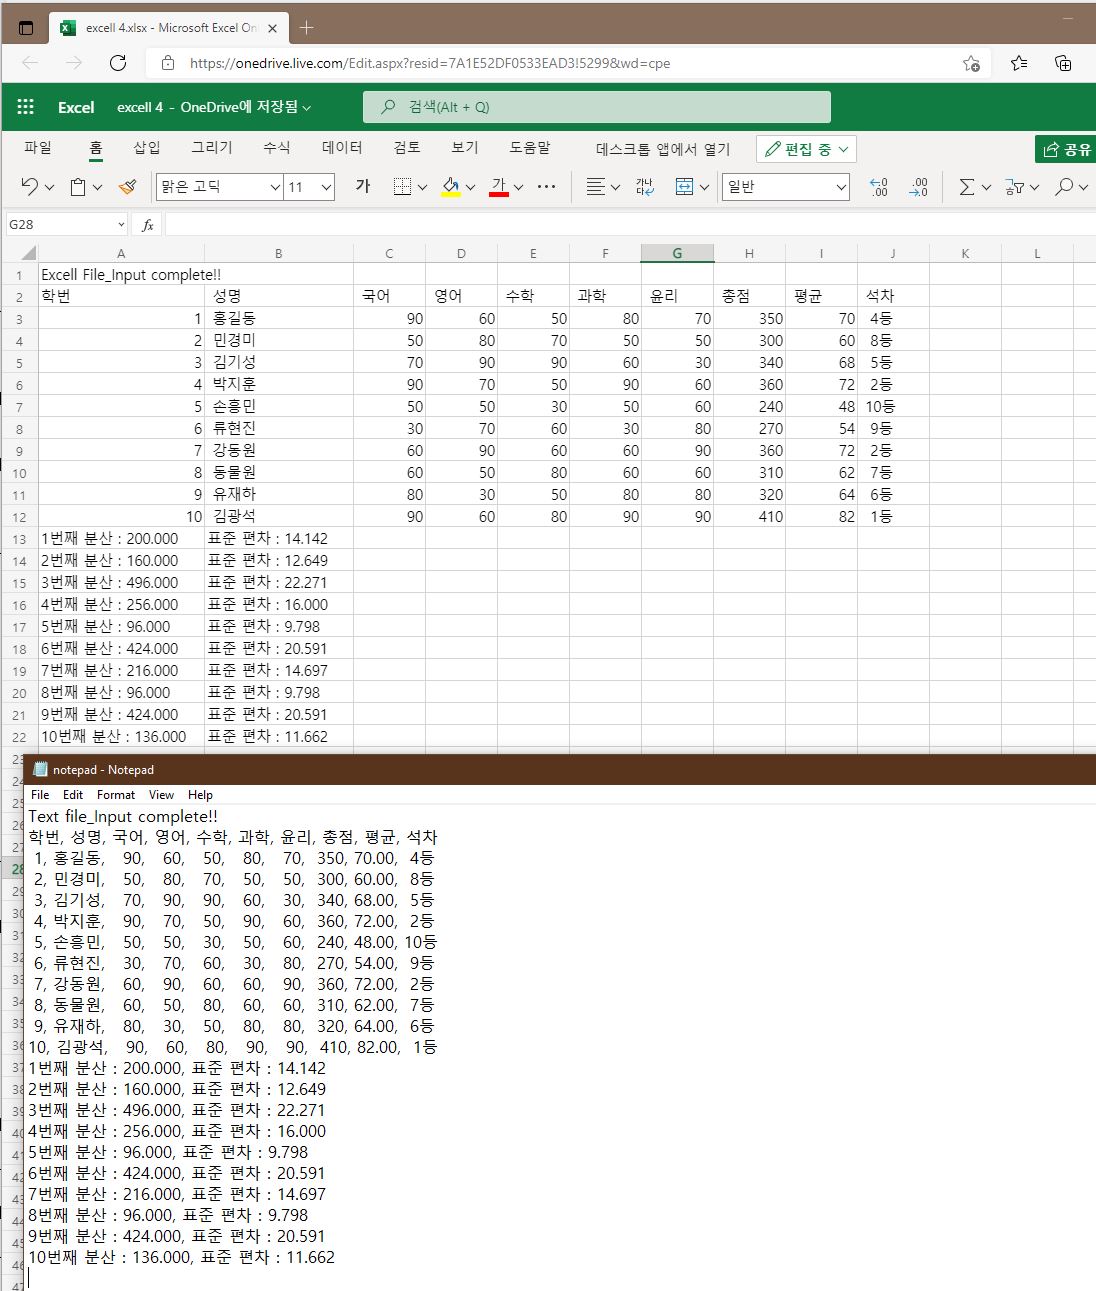 excell 4.xlsx - Microsoft Excel On
https://onedrive.live.com/Edit.aspx?resid=7A1E52DF0533EAD3!5299&wd=cpe
Excel excell 4 - OneDrive에 저장됨 검색(Alt + Q)
파일 홈 삽입 그리기 수식 데이터 검토 보기 도움말 데스크톱 앱에서 열기 편집 중 공유
맑은 고딕 11 가 가 ... 가나다 일반 .00 .00
G28 fx
A B C D E F G H I J K L
1 Excell File_Input complete!!
2 학번 성명 국어 영어 수학 과학 윤리 총점 평균 석차
3 1 홍길동 90 60 50 80 70 350 70 4등
4 2 민경미 50 80 70 50 50 300 60 8등
5 3 김기성 70 90 90 60 30 340 68 5등
6 4 박지훈 90 70 50 90 60 360 72 2등
7 5 손흥민 50 50 30 50 60 240 48 10등
8 6 류현진 30 70 60 30 80 270 54 9등
9 7 강동원 60 90 60 60 90 360 72 2등
10 8 동물원 60 50 80 60 60 310 62 7등
11 9 유재하 80 30 50 80 80 320 64 6등
12 10 김광석 90 60 80 90 90 410 82 1등
13 1번째 분산 : 200.000 표준 편차 : 14.142
14 2번째 분산 : 160.000 표준 편차 : 12.649
15 3번째 분산 : 496.000 표준 편차 : 22.271
16 4번째 분산 : 256.000 표준 편차 : 16.000
17 5번째 분산 : 96.000 표준 편차 : 9.798
18 6번째 분산 : 424.000 표준 편차 : 20.591
19 7번째 분산 : 216.000 표준 편차 : 14.697
20 8번째 분산 : 96.000 표준 편차 : 9.798
21 9번째 분산 : 424.000 표준 편차 : 20.591
22 10번째 분산 : 136.000 표준 편차 : 11.662
notepad - Notepad
File Edit Format View Help
Text file_Input complete!!
학번, 성명, 국어, 영어, 수학, 과학, 윤리, 총점, 평균, 석차
1, 홍길동, 90, 60, 50, 80, 70, 350, 70.00, 4등
2, 민경미, 50, 80, 70, 50, 50, 300, 60.00, 8등
3, 김기성, 70, 90, 90, 60, 30, 340, 68.00, 5등
4, 박지훈, 90, 70, 50, 90, 60, 360, 72.00, 2등
5, 손흥민, 50, 50, 30, 50, 60, 240, 48.00, 10등
6, 류현진, 30, 70, 60, 30, 80, 270, 54.00, 9등
7, 강동원, 60, 90, 60, 60, 90, 360, 72.00, 2등
8, 동물원, 60, 50, 80, 60, 60, 310, 62.00, 7등
9, 유재하, 80, 30, 50, 80, 80, 320, 64.00, 6등
10, 김광석, 90, 60, 80, 90, 90, 410, 82.00, 1등
1번째 분산 : 200.000, 표준 편차 : 14.142
2번째 분산 : 160.000, 표준 편차 : 12.649
3번째 분산 : 496.000, 표준 편차 : 22.271
4번째 분산 : 256.000, 표준 편차 : 16.000
5번째 분산 : 96.000, 표준 편차 : 9.798
6번째 분산 : 424.000, 표준 편차 : 20.591
7번째 분산 : 216.000, 표준 편차 : 14.697
8번째 분산 : 96.000, 표준 편차 : 9.798
9번째 분산 : 424.000, 표준 편차 : 20.591
10번째 분산 : 136.000, 표준 편차 : 11.662